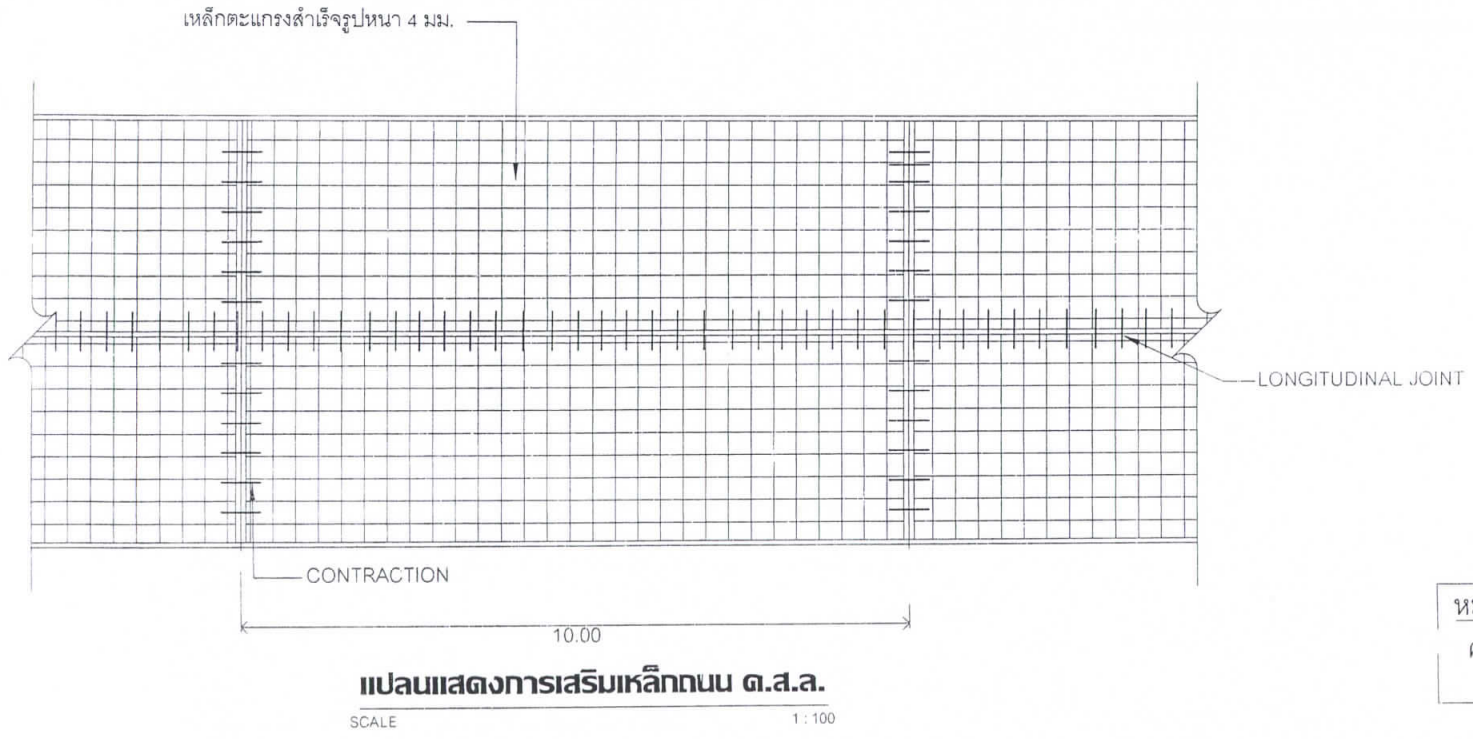 เหล็กตะแกรงสำเร็จรูปหนา 4 มม.
LONGITUDINAL JOINT
CONTRACTION
10.00
แปลนแสดงการเสริมเหล็กถนน ค.ส.ล.
SCALE 1 : 100